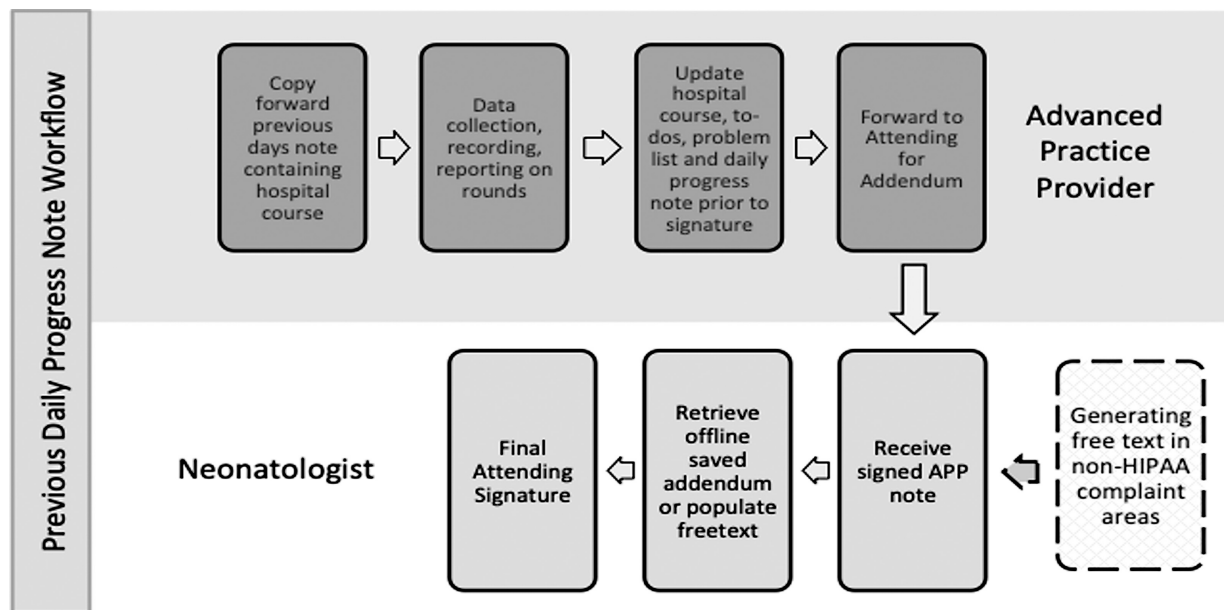 Previous Daily Progress Note Workflow
Copy
forward
previous
days note
containing
hospital
course
Data
collection,
recording,
reporting on
rounds
Update
hospital
course, to-
dos, problem
list and daily
progress
note prior to
signature
Forward to
Attending
for
Addendum
Advanced
Practice
Provider
Neonatologist
Final
Attending
Signature
Retrieve
offline
saved
addendum
or populate
freetext
Receive
signed APP
note
Generating
free text in
non-HIPAA
complaint
areas